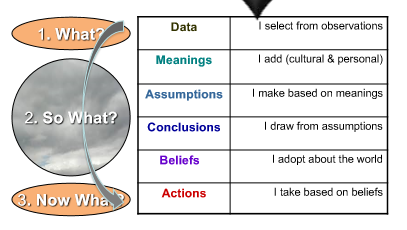 1. What?
2. So What?
3. Now What?
Data I select from observations
Meanings I add (cultural & personal)
Assumptions I make based on meanings
Conclusions I draw from assumptions
Beliefs I adopt about the world
Actions I take based on beliefs